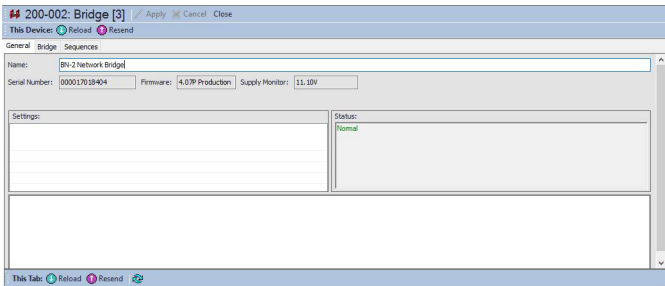 200-002: Bridge [3] Apply Cancel Close
This Device: Reload Resend
General Bridge Sequences
Name: BN-2 Network Bridge
Serial Number: 000017018404 Firmware: 4.07P Production Supply Monitor: 11.10V
Settings: Status:
Normal
This Tab: Reload Resend